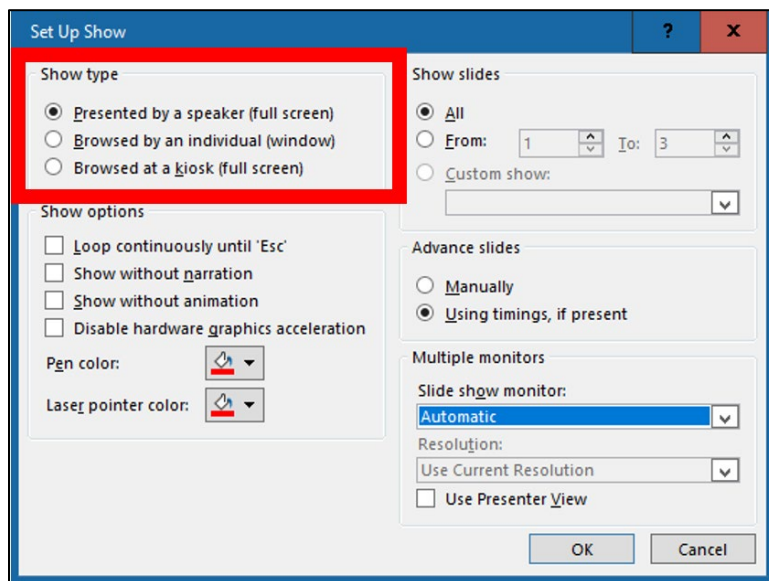 Set Up Show
?
x
Show type
Presented by a speaker (full screen)
Browsed by an individual (window)
Browsed at a kiosk (full screen)
Show options
Loop continuously until 'Esc'
Show without narration
Show without animation
Disable hardware graphics acceleration
Pen color:
Laser pointer color:
Show slides
All
From: 1 To: 3
Custom show:
Advance slides
Manually
Using timings, if present
Multiple monitors
Slide show monitor:
Automatic
Resolution:
Use Current Resolution
Use Presenter View
OK
Cancel